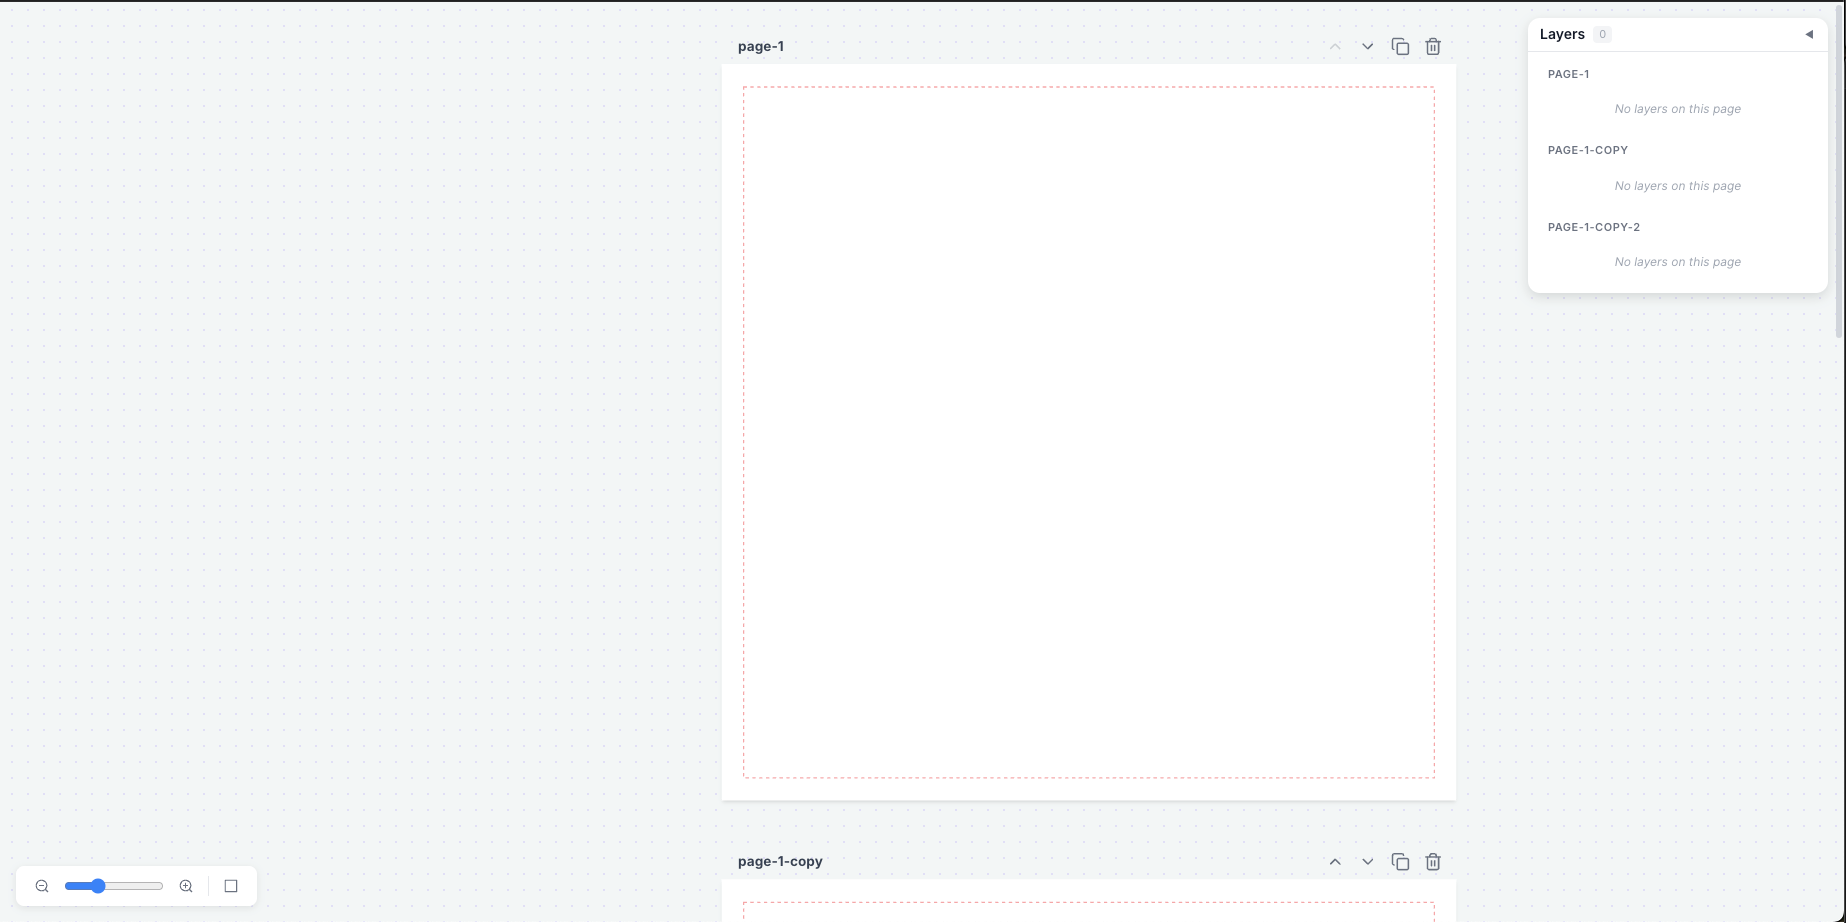 page-1
Layers 0
PAGE-1
No layers on this page
PAGE-1-COPY
No layers on this page
PAGE-1-COPY-2
No layers on this page
page-1-copy